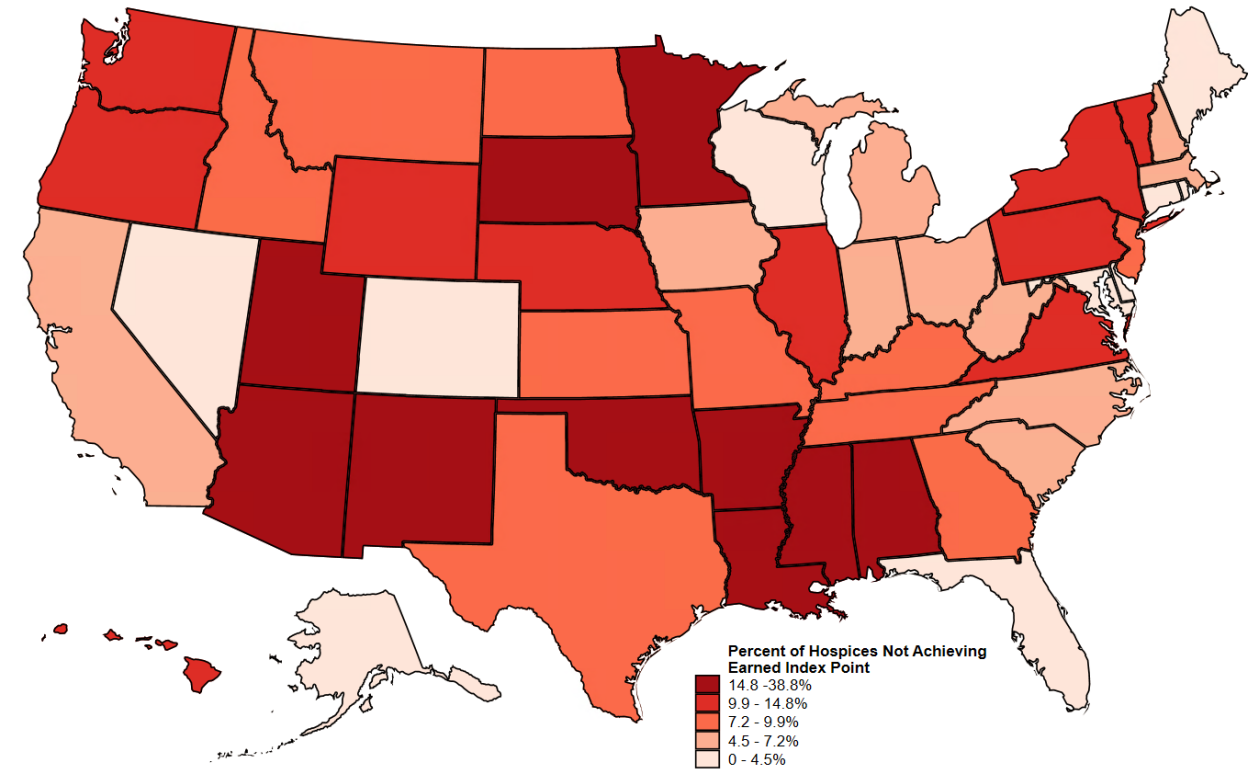 Percent of Hospices Not Achieving
Earned Index Point
14.8 -38.8%
9.9 - 14.8%
7.2 - 9.9%
4.5 - 7.2%
0 - 4.5%